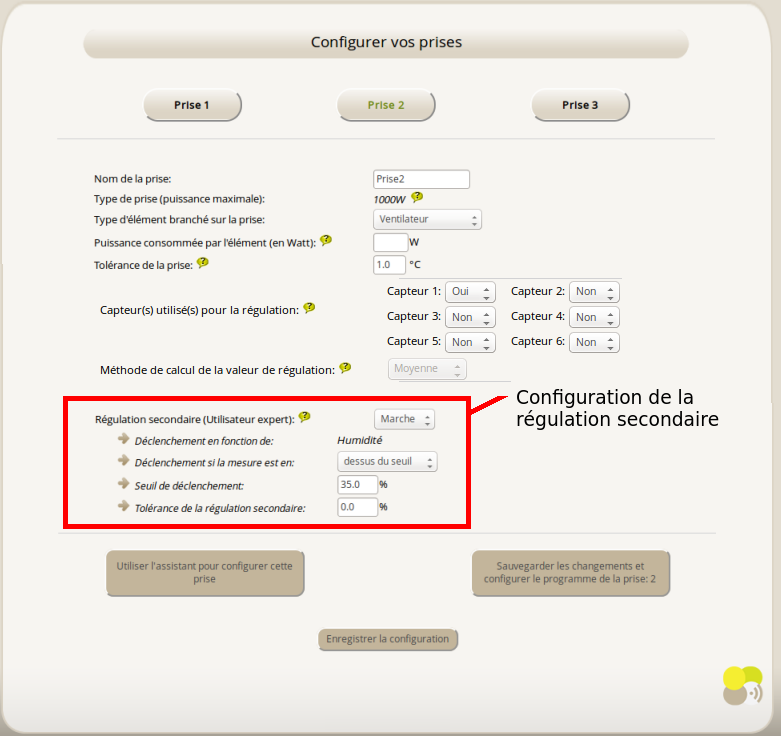 Configurer vos prises
Prise 1
Prise 2
Prise 3
Nom de la prise: Prise2
Type de prise (puissance maximale): 1000W ?
Type d'élément branché sur la prise: Ventilateur
Puissance consommée par l'élément (en Watt): ? W
Tolérance de la prise: ? 1.0 °C
Capteur 1: Oui Capteur 2: Non
Capteur(s) utilisé(s) pour la régulation: ?
Capteur 3: Non Capteur 4: Non
Capteur 5: Non Capteur 6: Non
Méthode de calcul de la valeur de régulation: ? Moyenne
Configuration de la
régulation secondaire
Régulation secondaire (Utilisateur expert): ? Marche
Déclenchement en fonction de: Humidité
Déclenchement si la mesure est en: dessus du seuil
Seuil de déclenchement: 35.0 %
Tolérance de la régulation secondaire: 0.0 %
Utiliser l'assistant pour configurer cette
prise
Sauvegarder les changements et
configurer le programme de la prise: 2
Enregistrer la configuration